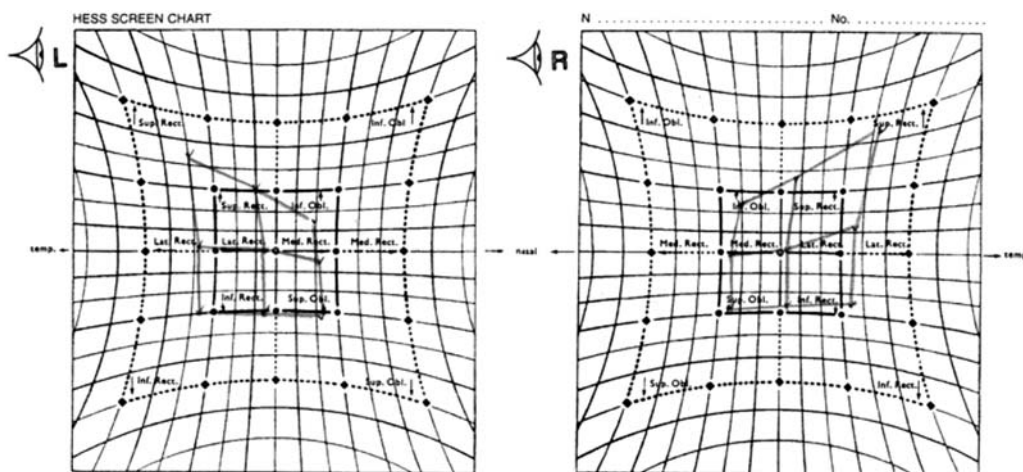 HESS SCREEN CHART
N ........................ No. ........................
L
R
Sup. Rect. Inf. Obl.
Inf. Obl. Sup. Rect.
Sup. Rect. Inf. Obl.
Inf. Obl. Sup. Rect.
temp. Lat. Rect. Lat. Rect. Med. Rect. Med. Rect. nasal
Med. Rect. Med. Rect. Lat. Rect. Lat. Rect. temp
Inf. Rect. Sup. Obl.
Sup. Obl. Inf. Rect.
Inf. Rect. Sup. Obl.
Sup. Obl. Inf. Rect.